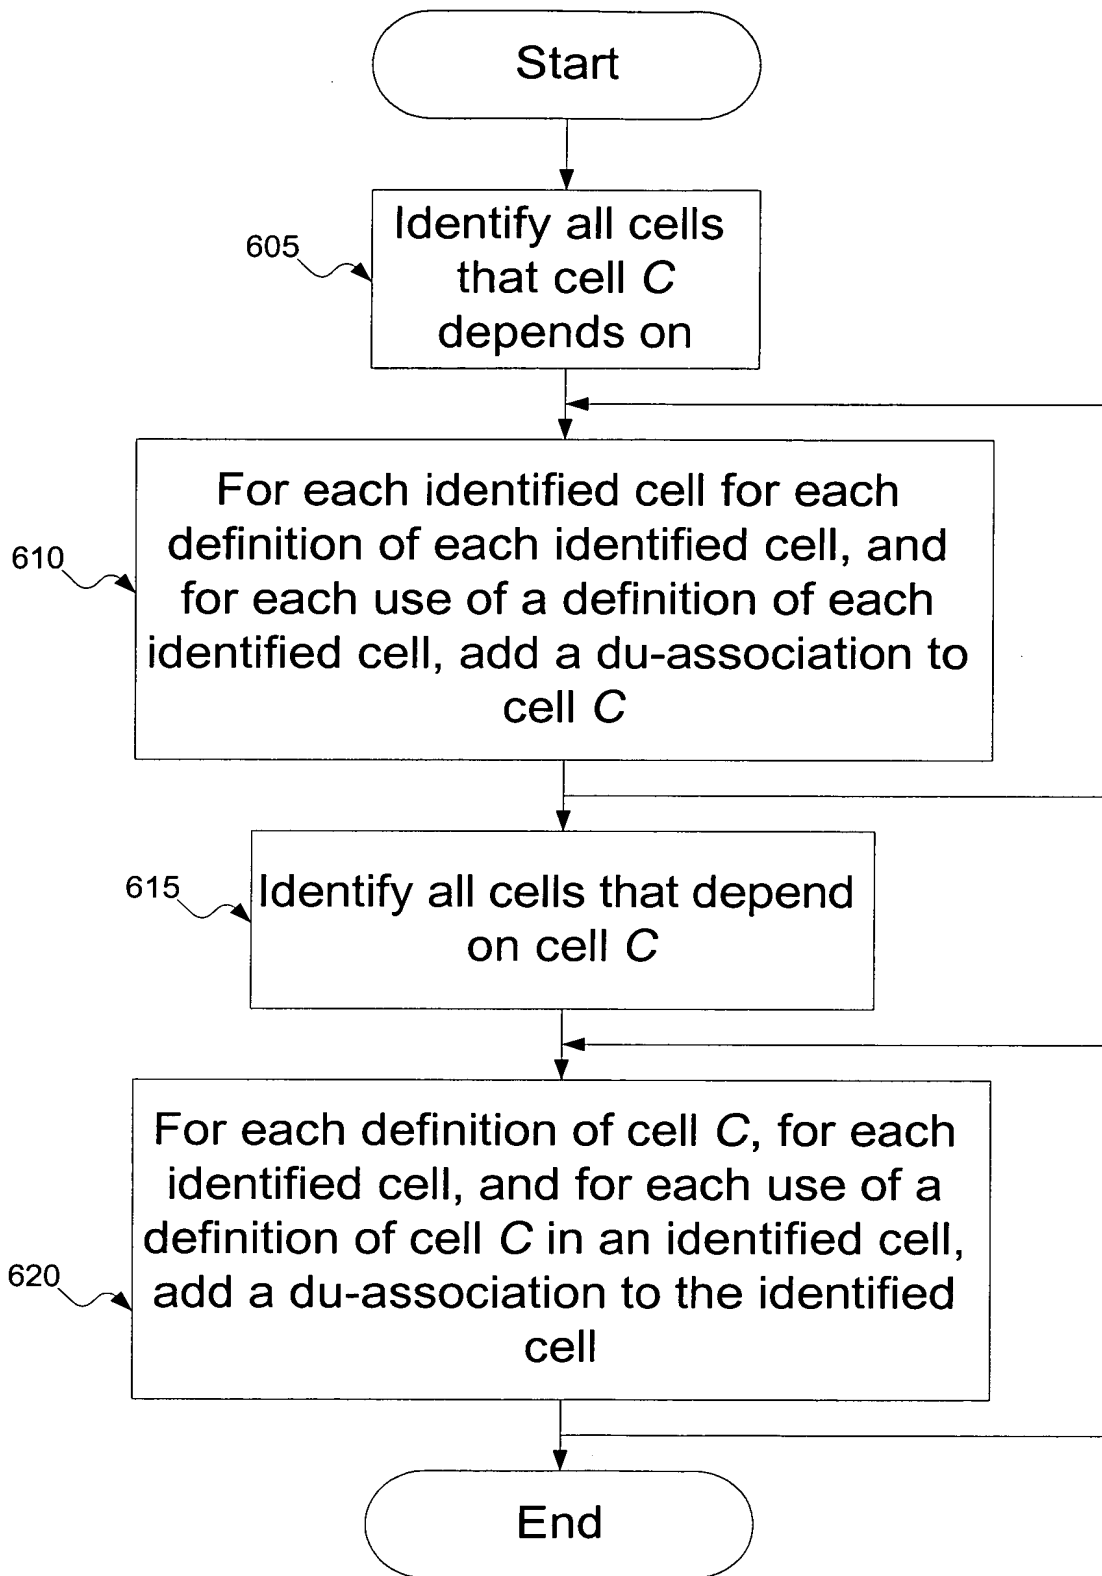 Start
605
Identify all cells
that cell C
depends on
610
For each identified cell for each
definition of each identified cell, and
for each use of a definition of each
identified cell, add a du-association to
cell C
615
Identify all cells that depend
on cell C
620
For each definition of cell C, for each
identified cell, and for each use of a
definition of cell C in an identified cell,
add a du-association to the identified
cell
End